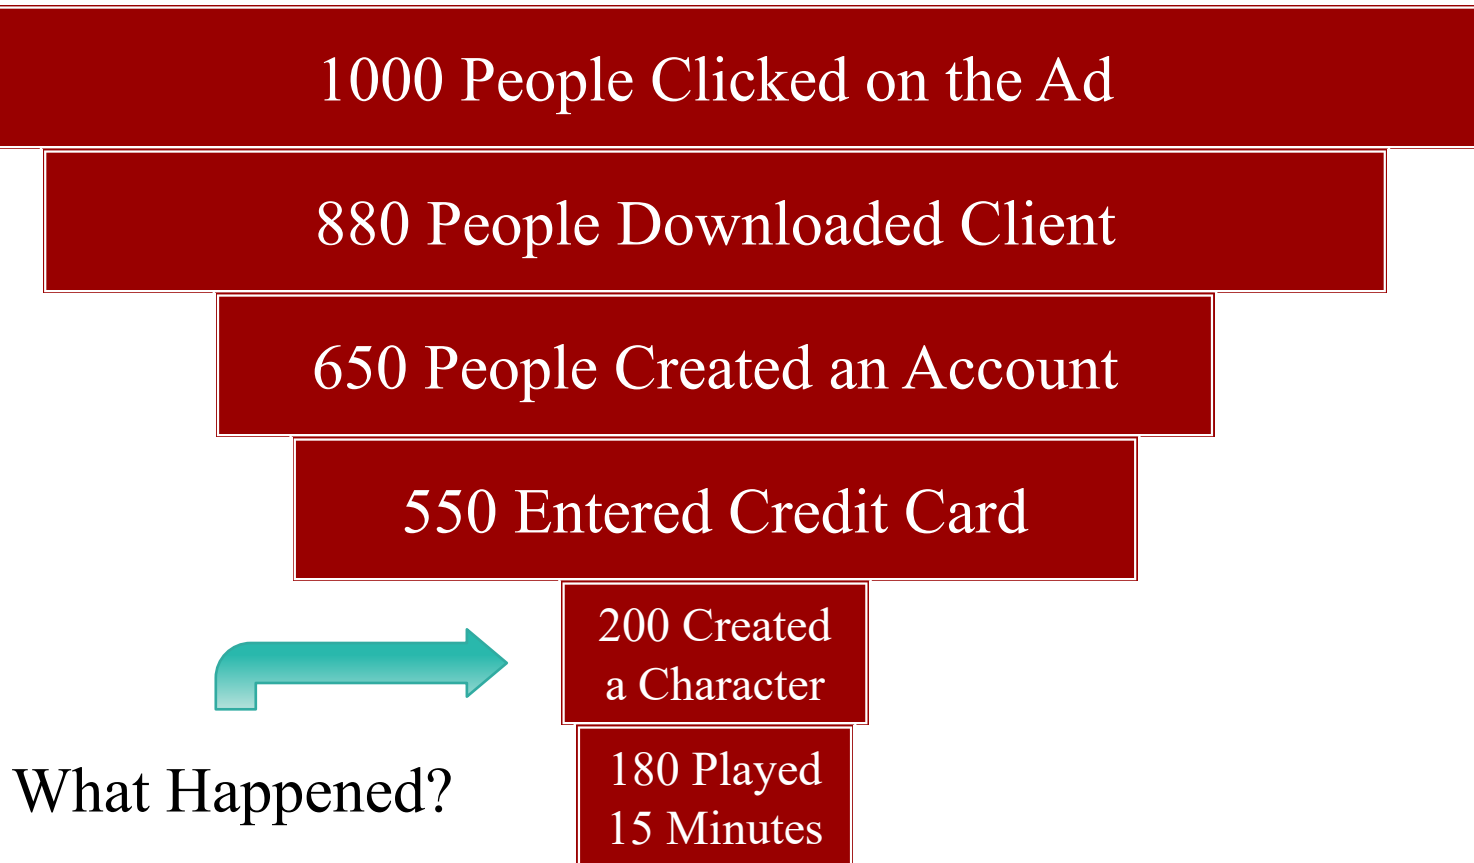 1000 People Clicked on the Ad
880 People Downloaded Client
650 People Created an Account
550 Entered Credit Card
200 Created
a Character
What Happened?
180 Played
15 Minutes